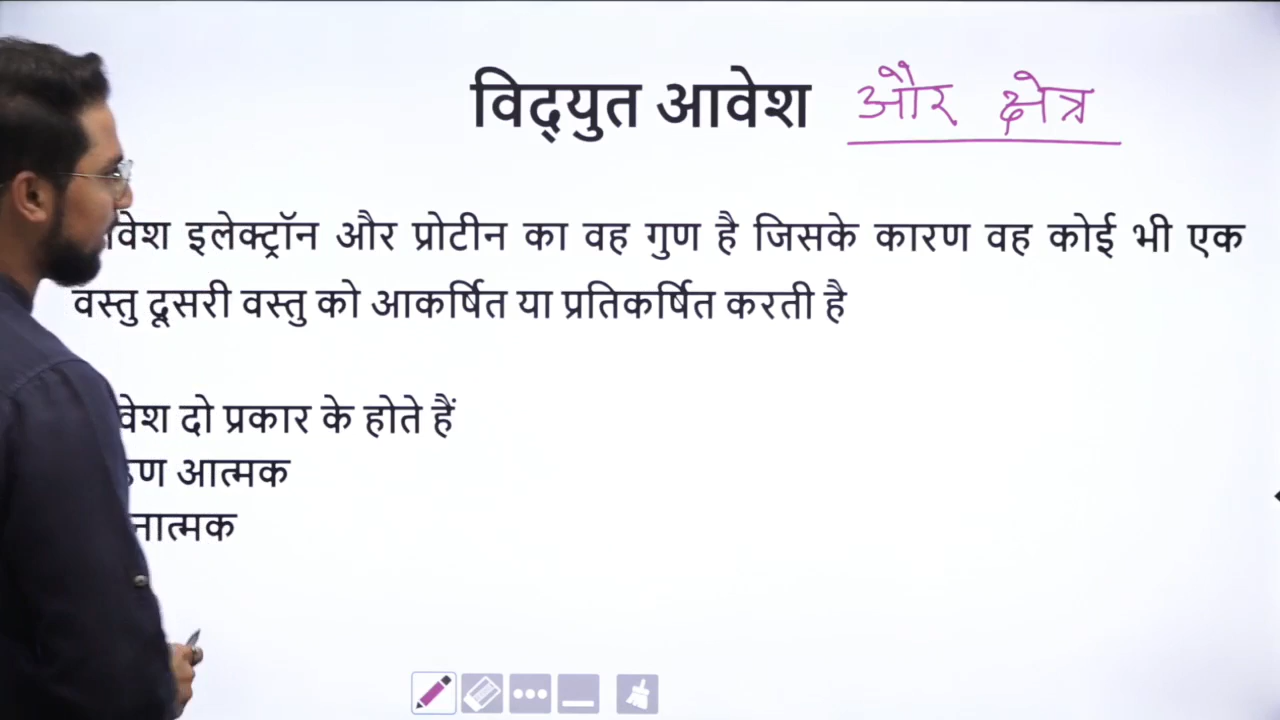 विद्युत आवेश और क्षेत्र
इलेक्ट्रॉन और प्रोटीन का वह गुण है जिसके कारण वह कोई भी एक
वस्तु दूसरी वस्तु को आकर्षित या प्रतिकर्षित करती है
दो प्रकार के होते हैं
आत्मक